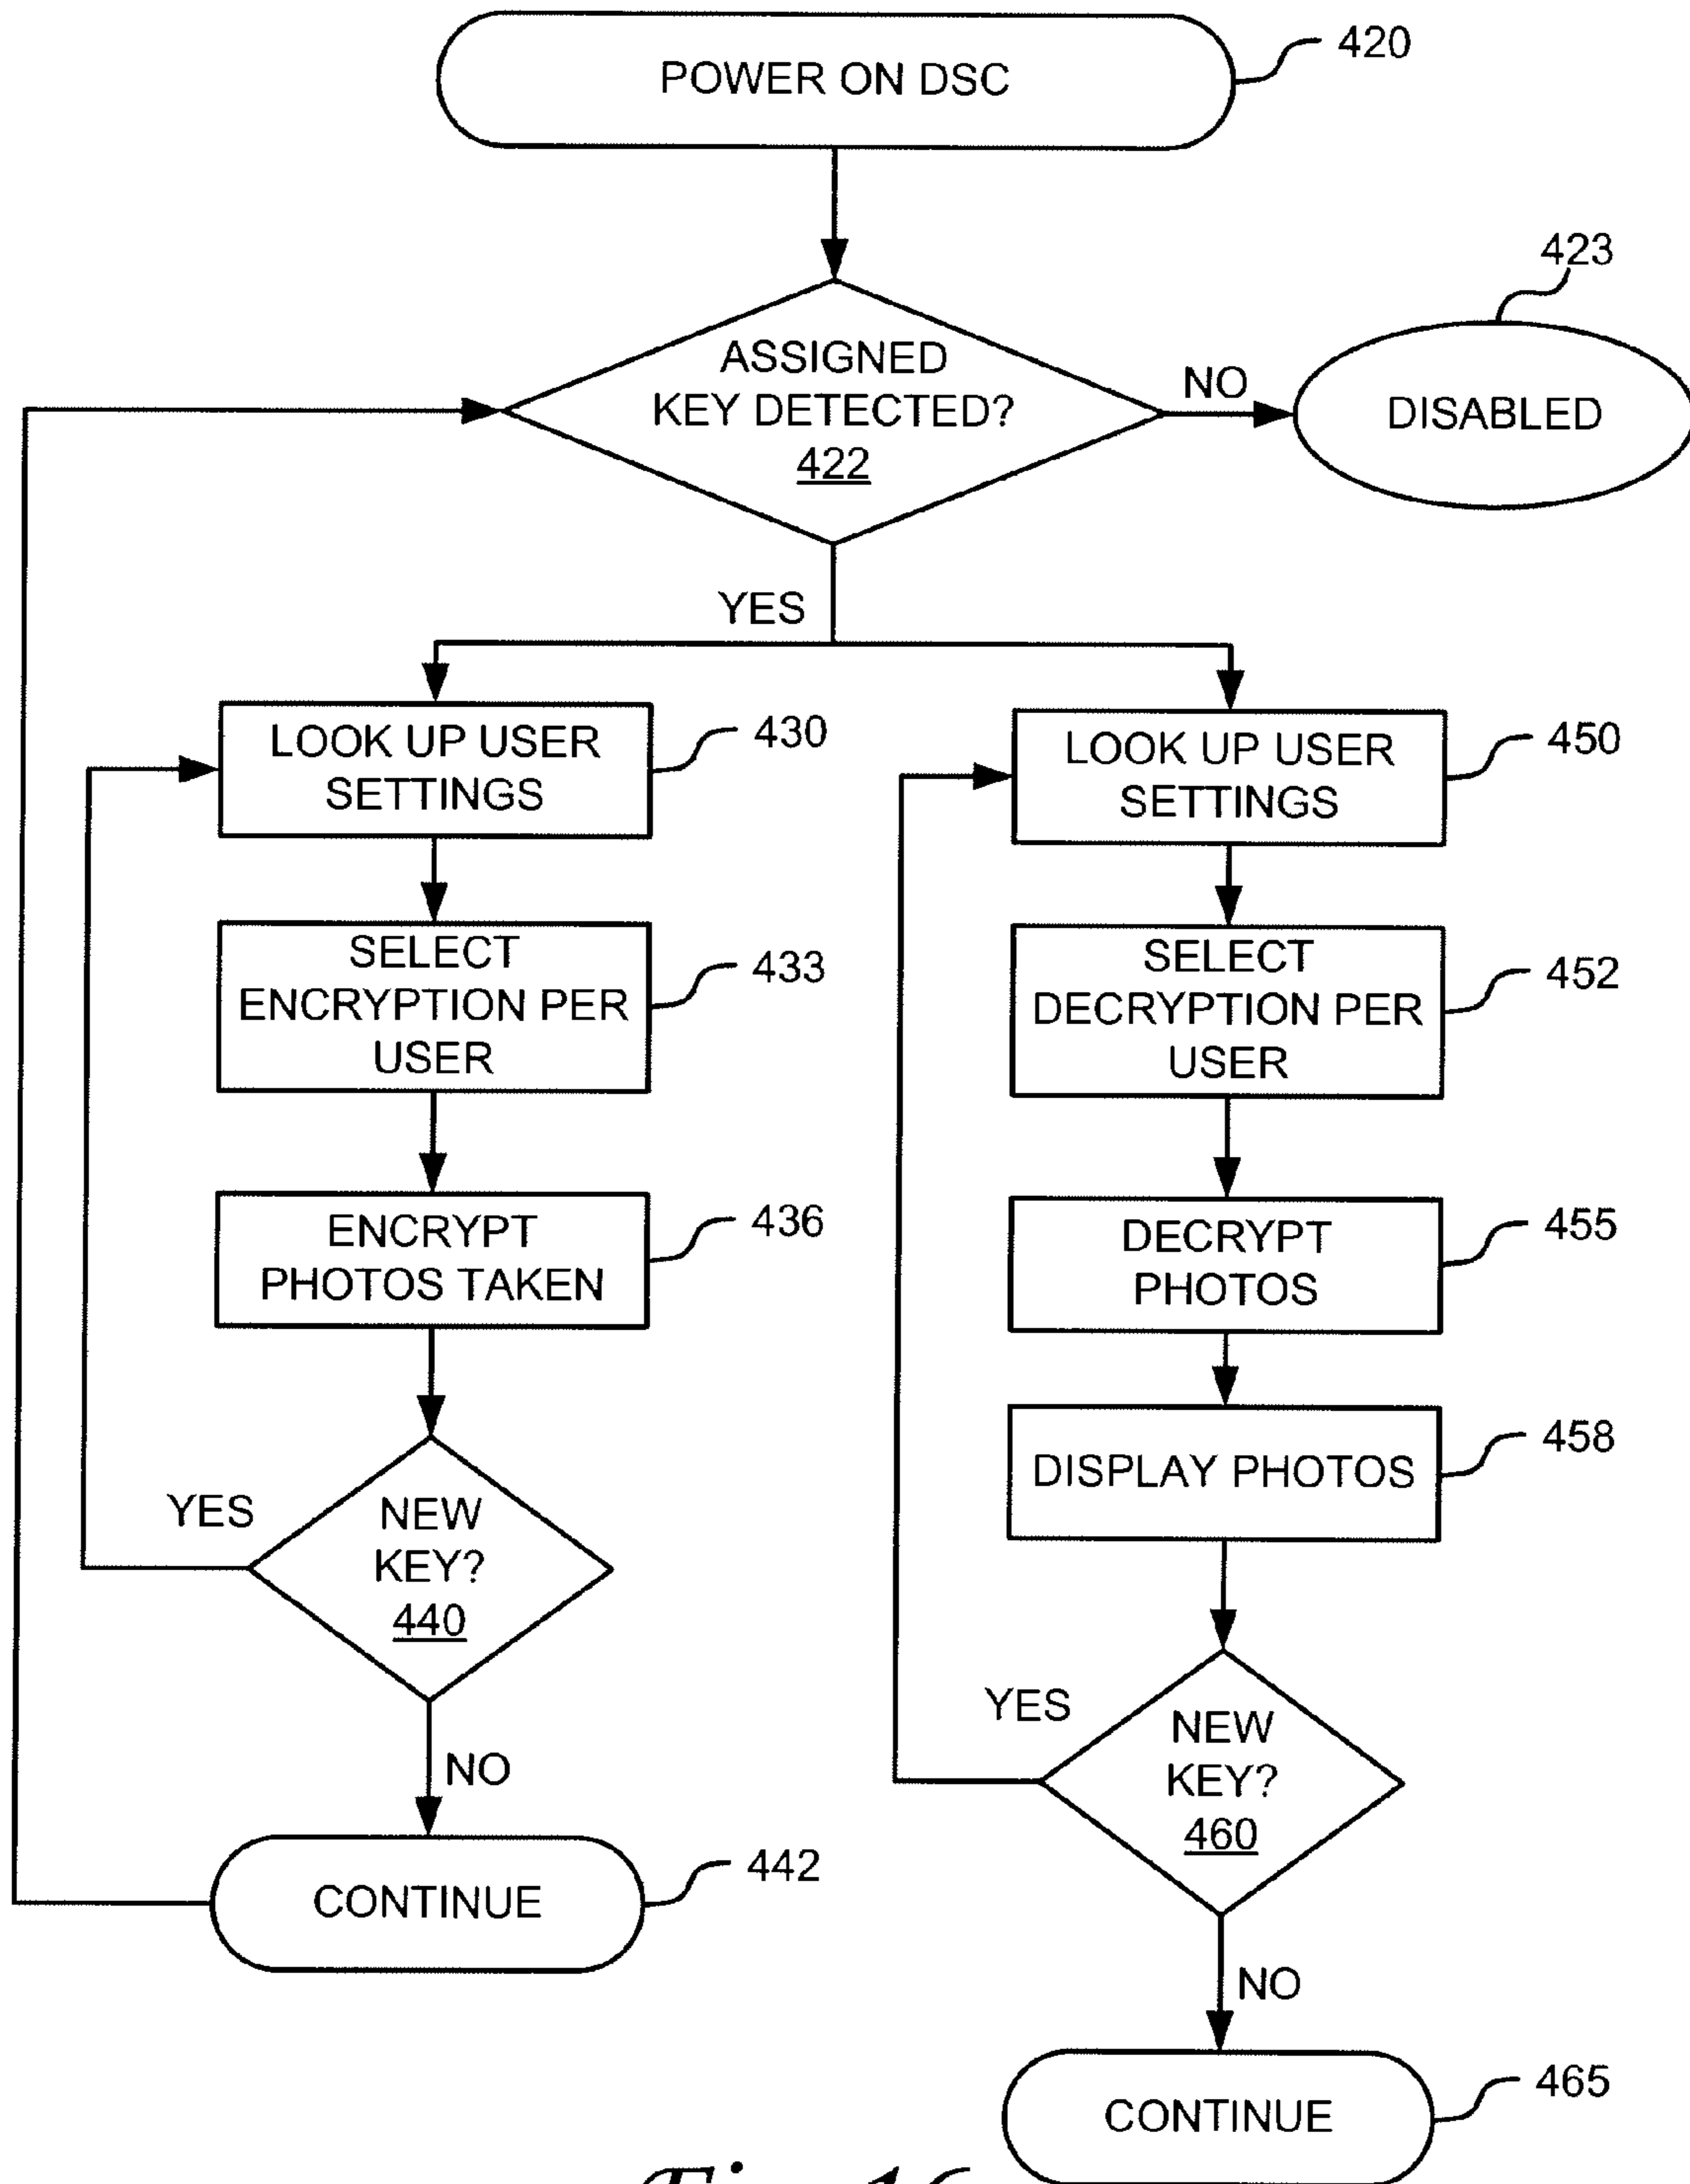 POWER ON DSC
420
ASSIGNED
KEY DETECTED?
422
NO
423
DISABLED
YES
LOOK UP USER
SETTINGS
430
SELECT
ENCRYPTION PER
USER
433
ENCRYPT
PHOTOS TAKEN
436
YES
NEW
KEY?
440
NO
CONTINUE
442
LOOK UP USER
SETTINGS
450
SELECT
DECRYPTION PER
USER
452
DECRYPT
PHOTOS
455
DISPLAY PHOTOS
458
YES
NEW
KEY?
460
NO
CONTINUE
465